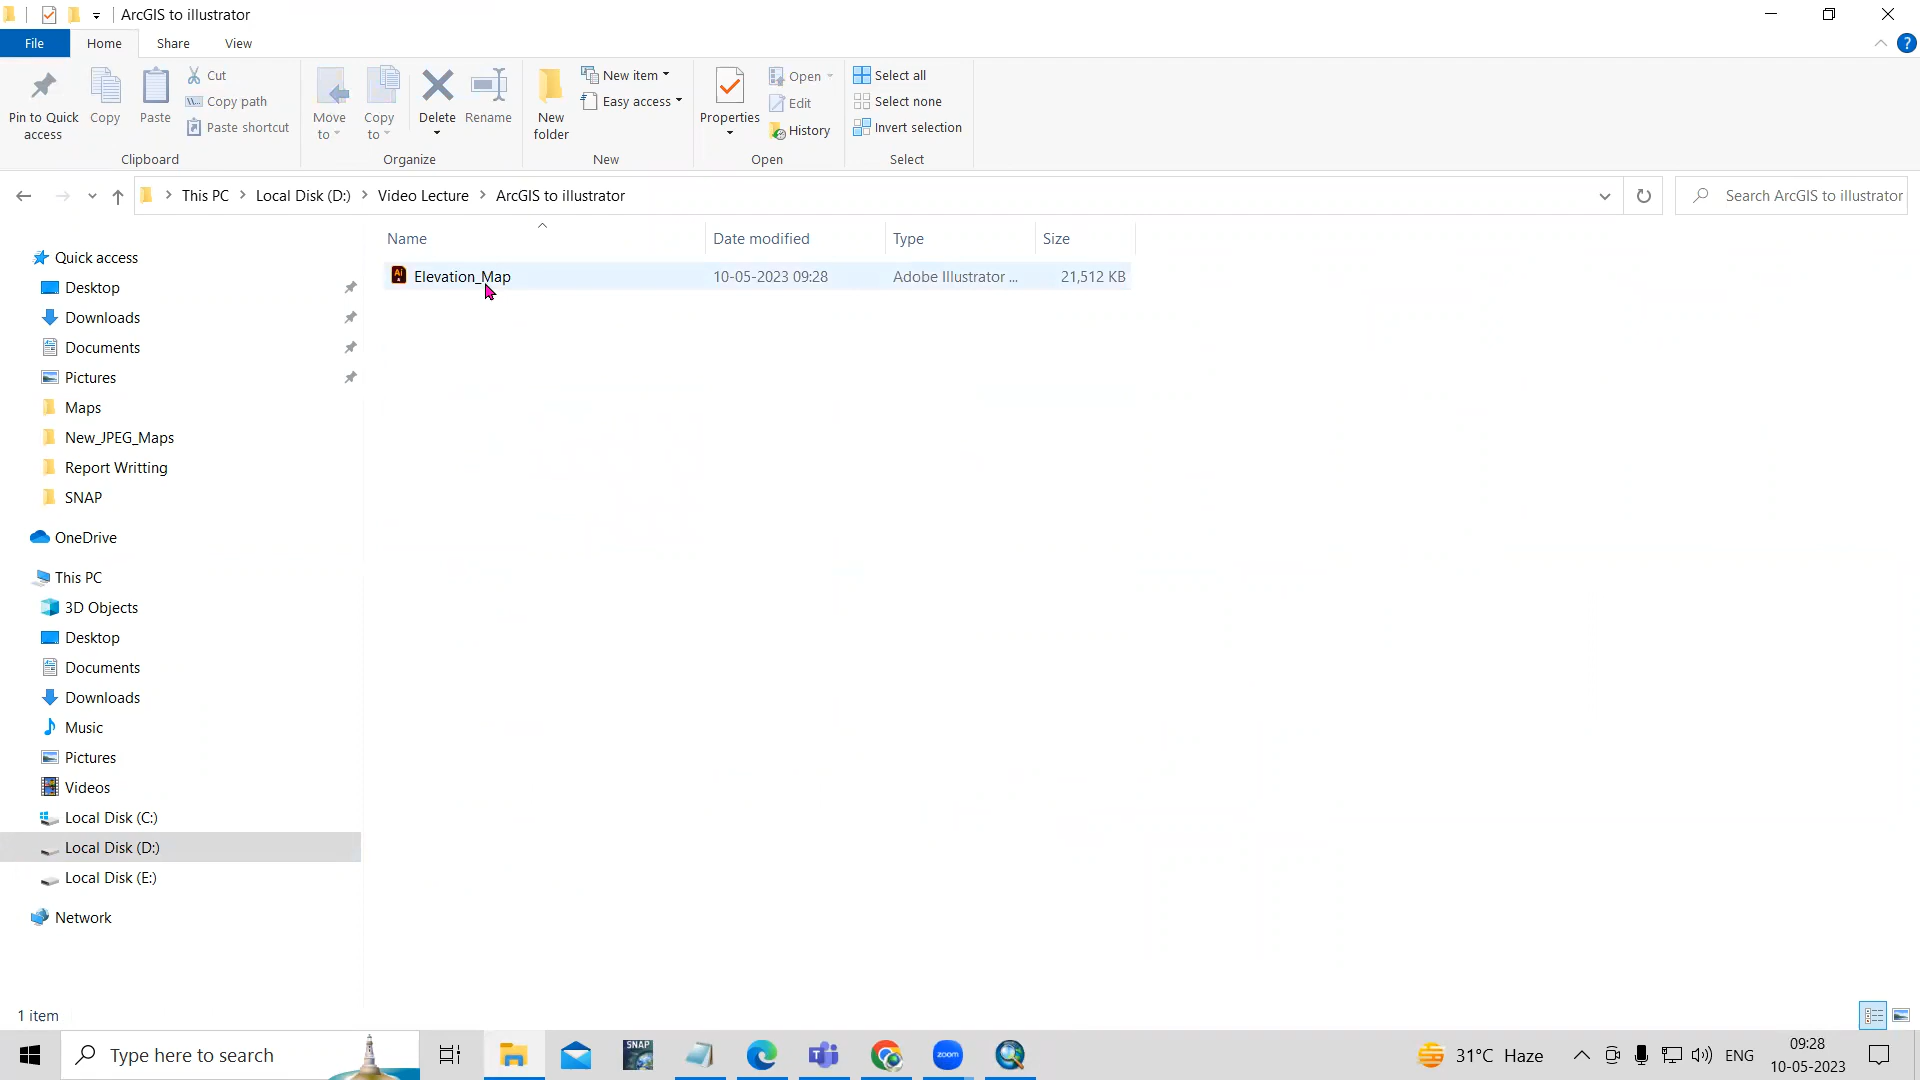 ArcGIS to illustrator
File Home Share View
Pin to Quick access
Copy
Paste
Cut
Copy path
Paste shortcut
Clipboard
Move to
Copy to
Delete
Rename
Organize
New folder
New item
Easy access
New
Properties
Open
Edit
History
Open
Select all
Select none
Invert selection
Select
This PC > Local Disk (D:) > Video Lecture > ArcGIS to illustrator
Search ArcGIS to illustrator
Name Date modified Type Size
Elevation_Map 10-05-2023 09:28 Adobe Illustrator ... 21,512 KB
Quick access
Desktop
Downloads
Documents
Pictures
Maps
New_JPEG_Maps
Report Writting
SNAP
OneDrive
This PC
3D Objects
Desktop
Documents
Downloads
Music
Pictures
Videos
Local Disk (C:)
Local Disk (D:)
Local Disk (E:)
Network
1 item
Type here to search
SNAP
zoom
31°C Haze
ENG
09:28
10-05-2023